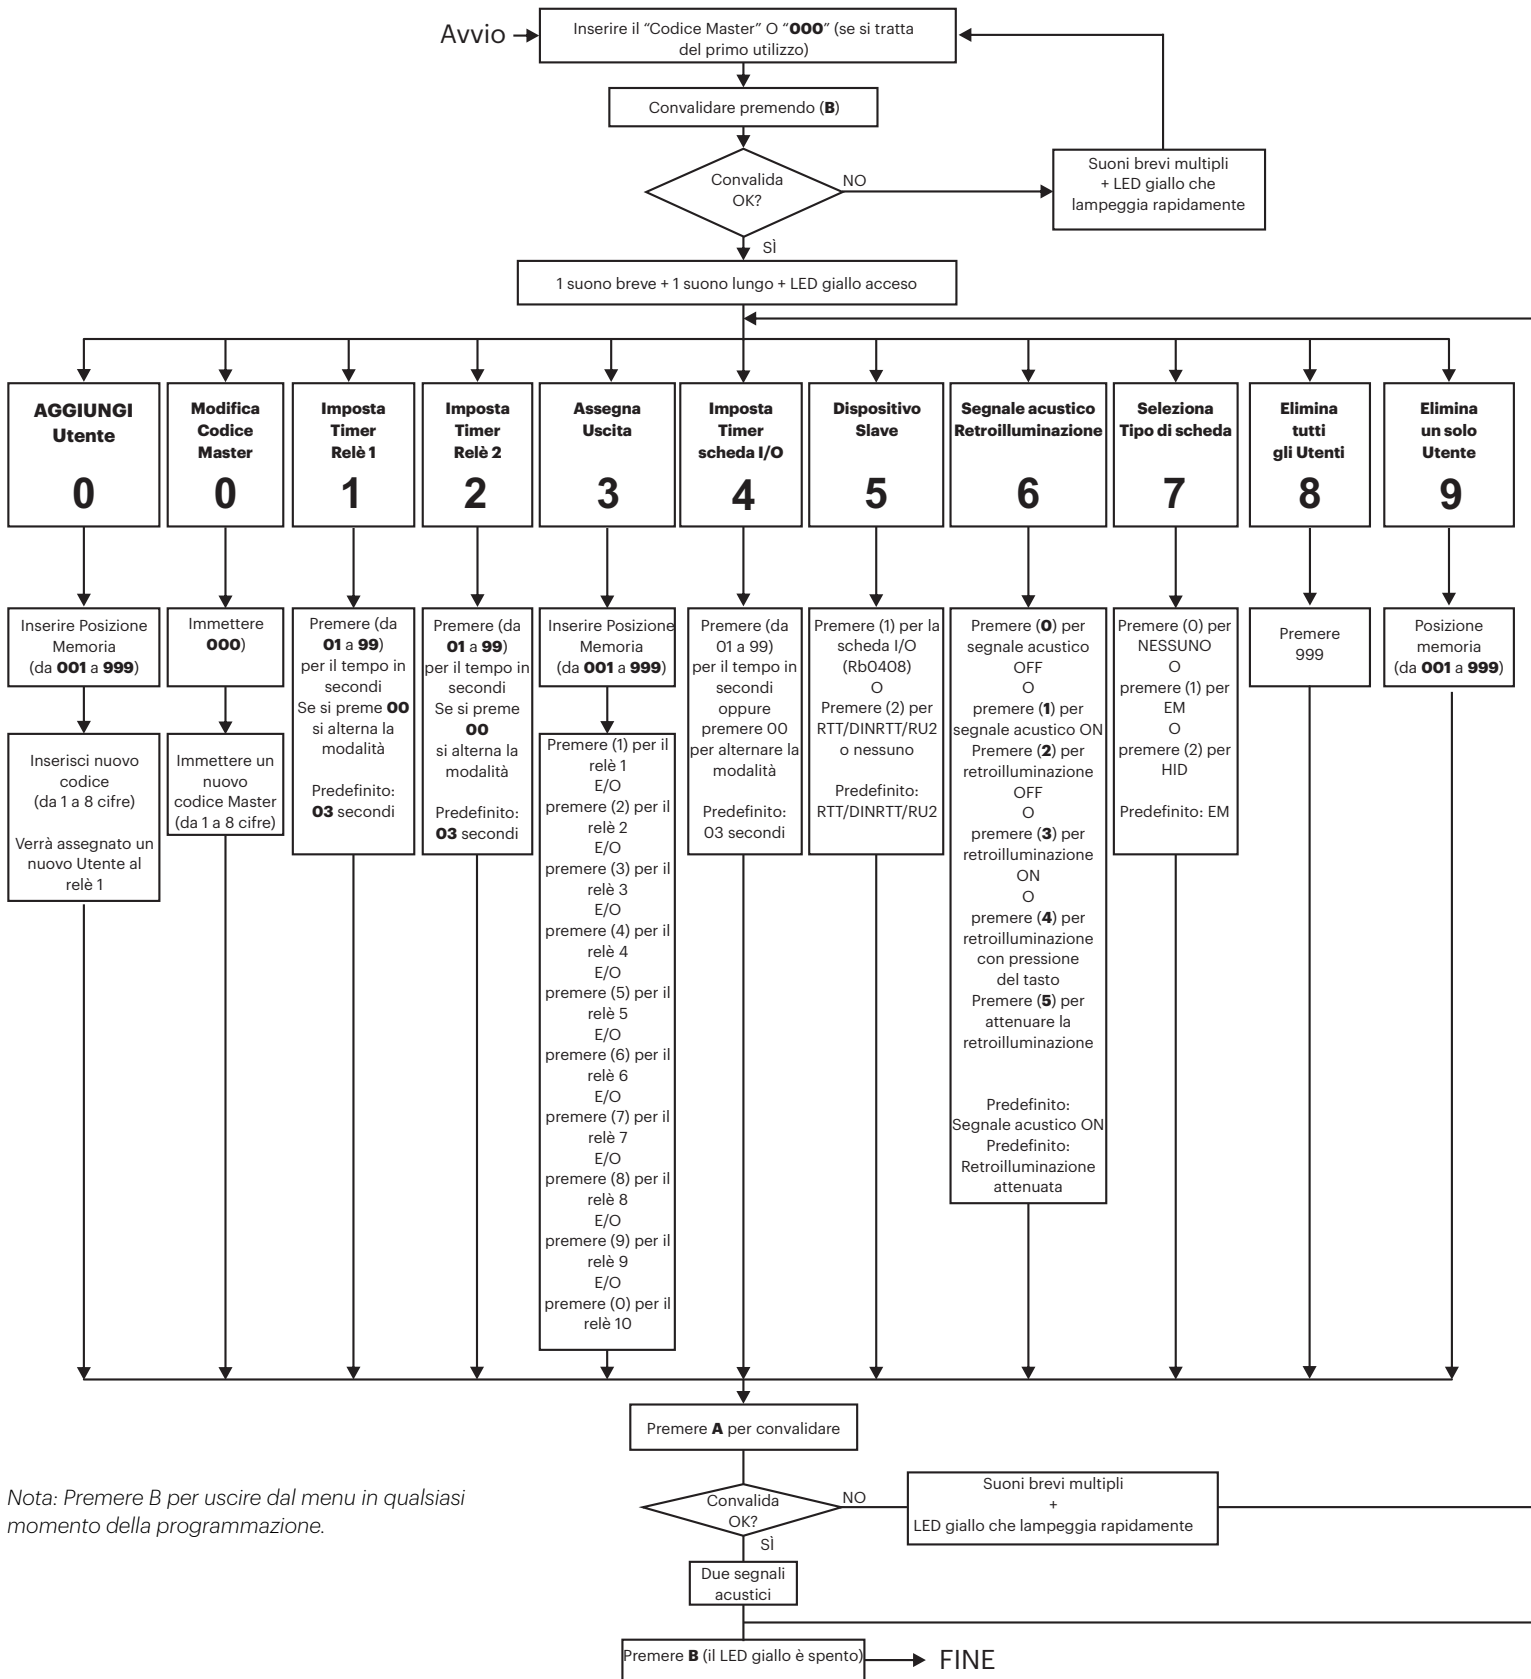 Avvio
Inserire il “Codice Master” O “000” (se si tratta
del primo utilizzo)
Convalidare premendo (B)
Convalida
OK?
NO
Suoni brevi multipli
+ LED giallo che
lampeggia rapidamente
SÌ
1 suono breve + 1 suono lungo + LED giallo acceso
AGGIUNGI
Utente
0
Modifica
Codice
Master
0
Imposta
Timer
Relè 1
1
Imposta
Timer
Relè 2
2
Assegna
Uscita
3
Imposta
Timer
scheda I/O
4
Dispositivo
Slave
5
Segnale acustico
Retroilluminazione
6
Seleziona
Tipo di scheda
7
Elimina
tutti
gli Utenti
8
Elimina
un solo
Utente
9
Inserire Posizione
Memoria
(da 001 a 999)
Inserisci nuovo
codice
(da 1 a 8 cifre)
Verrà assegnato un
nuovo Utente al
relè 1
Immettere
000)
Immettere un
nuovo
codice Master
(da 1 a 8 cifre)
Premere (da
01 a 99)
per il tempo in
secondi
Se si preme 00
si alterna la
modalità
Predefinito:
03 secondi
Premere (da
01 a 99)
per il tempo in
secondi
Se si preme
00
si alterna la
modalità
Predefinito:
03 secondi
Inserire Posizione
Memoria
(da 001 a 999)
Premere (1) per il
relè 1
E/O
premere (2) per il
relè 2
E/O
premere (3) per il
relè 3
E/O
premere (4) per il
relè 4
E/O
premere (5) per il
relè 5
E/O
premere (6) per il
relè 6
E/O
premere (7) per il
relè 7
E/O
premere (8) per il
relè 8
E/O
premere (9) per il
relè 9
E/O
premere (0) per il
relè 10
Premere (da
01 a 99)
per il tempo in
secondi
oppure
premere 00
per alternare la
modalità
Predefinito:
03 secondi
Premere (1) per la
scheda I/O
(Rb0408)
O
Premere (2) per
RTT/DINRTT/RU2
o nessuno
Predefinito:
RTT/DINRTT/RU2
Premere (0) per
segnale acustico
OFF
O
premere (1) per
segnale acustico ON
Premere (2) per
retroilluminazione
OFF
O
premere (3) per
retroilluminazione
ON
O
premere (4) per
retroilluminazione
con pressione
del tasto
Premere (5) per
attenuare la
retroilluminazione
Predefinito:
Segnale acustico ON
Predefinito:
Retroilluminazione
attenuata
Premere (0) per
NESSUNO
O
premere (1) per
EM
O
premere (2) per
HID
Predefinito: EM
Premere
999
Posizione
memoria
(da 001 a 999)
Premere A per convalidare
Convalida
OK?
NO
Suoni brevi multipli
+
LED giallo che lampeggia rapidamente
SÌ
Due segnali
acustici
Premere B (il LED giallo è spento)
FINE
Nota: Premere B per uscire dal menu in qualsiasi
momento della programmazione.